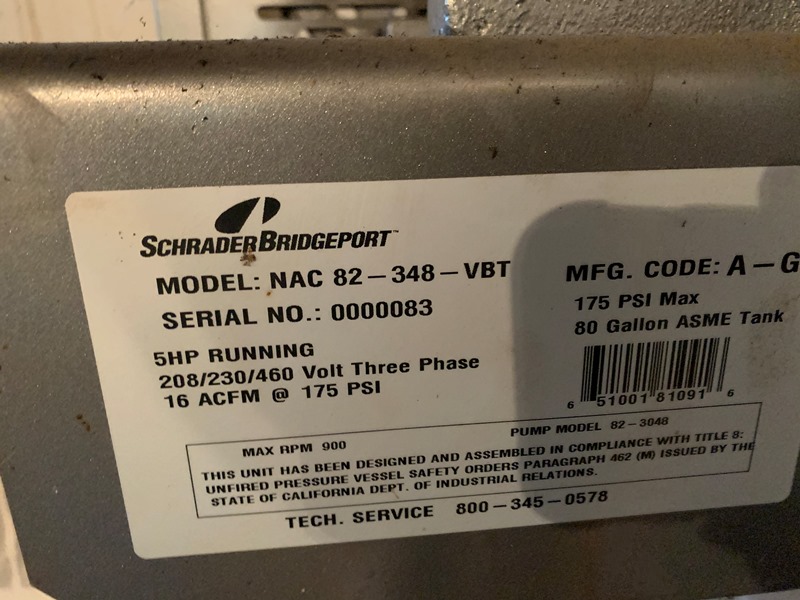 SCHRADERBRIDGEPORT™
MODEL: NAC 82-348-VBT
SERIAL NO.: 0000083
5HP RUNNING
208/230/460 Volt Three Phase
16 ACFM @ 175 PSI
MFG. CODE: A-G
175 PSI Max
80 Gallon ASME Tank
6 51001 81091 6
MAX RPM 900 PUMP MODEL 82-3048
THIS UNIT HAS BEEN DESIGNED AND ASSEMBLED IN COMPLIANCE WITH TITLE 8:
UNFIRED PRESSURE VESSEL SAFETY ORDERS PARAGRAPH 462 (M) ISSUED BY THE
STATE OF CALIFORNIA DEPT. OF INDUSTRIAL RELATIONS.
TECH. SERVICE 800-345-0578